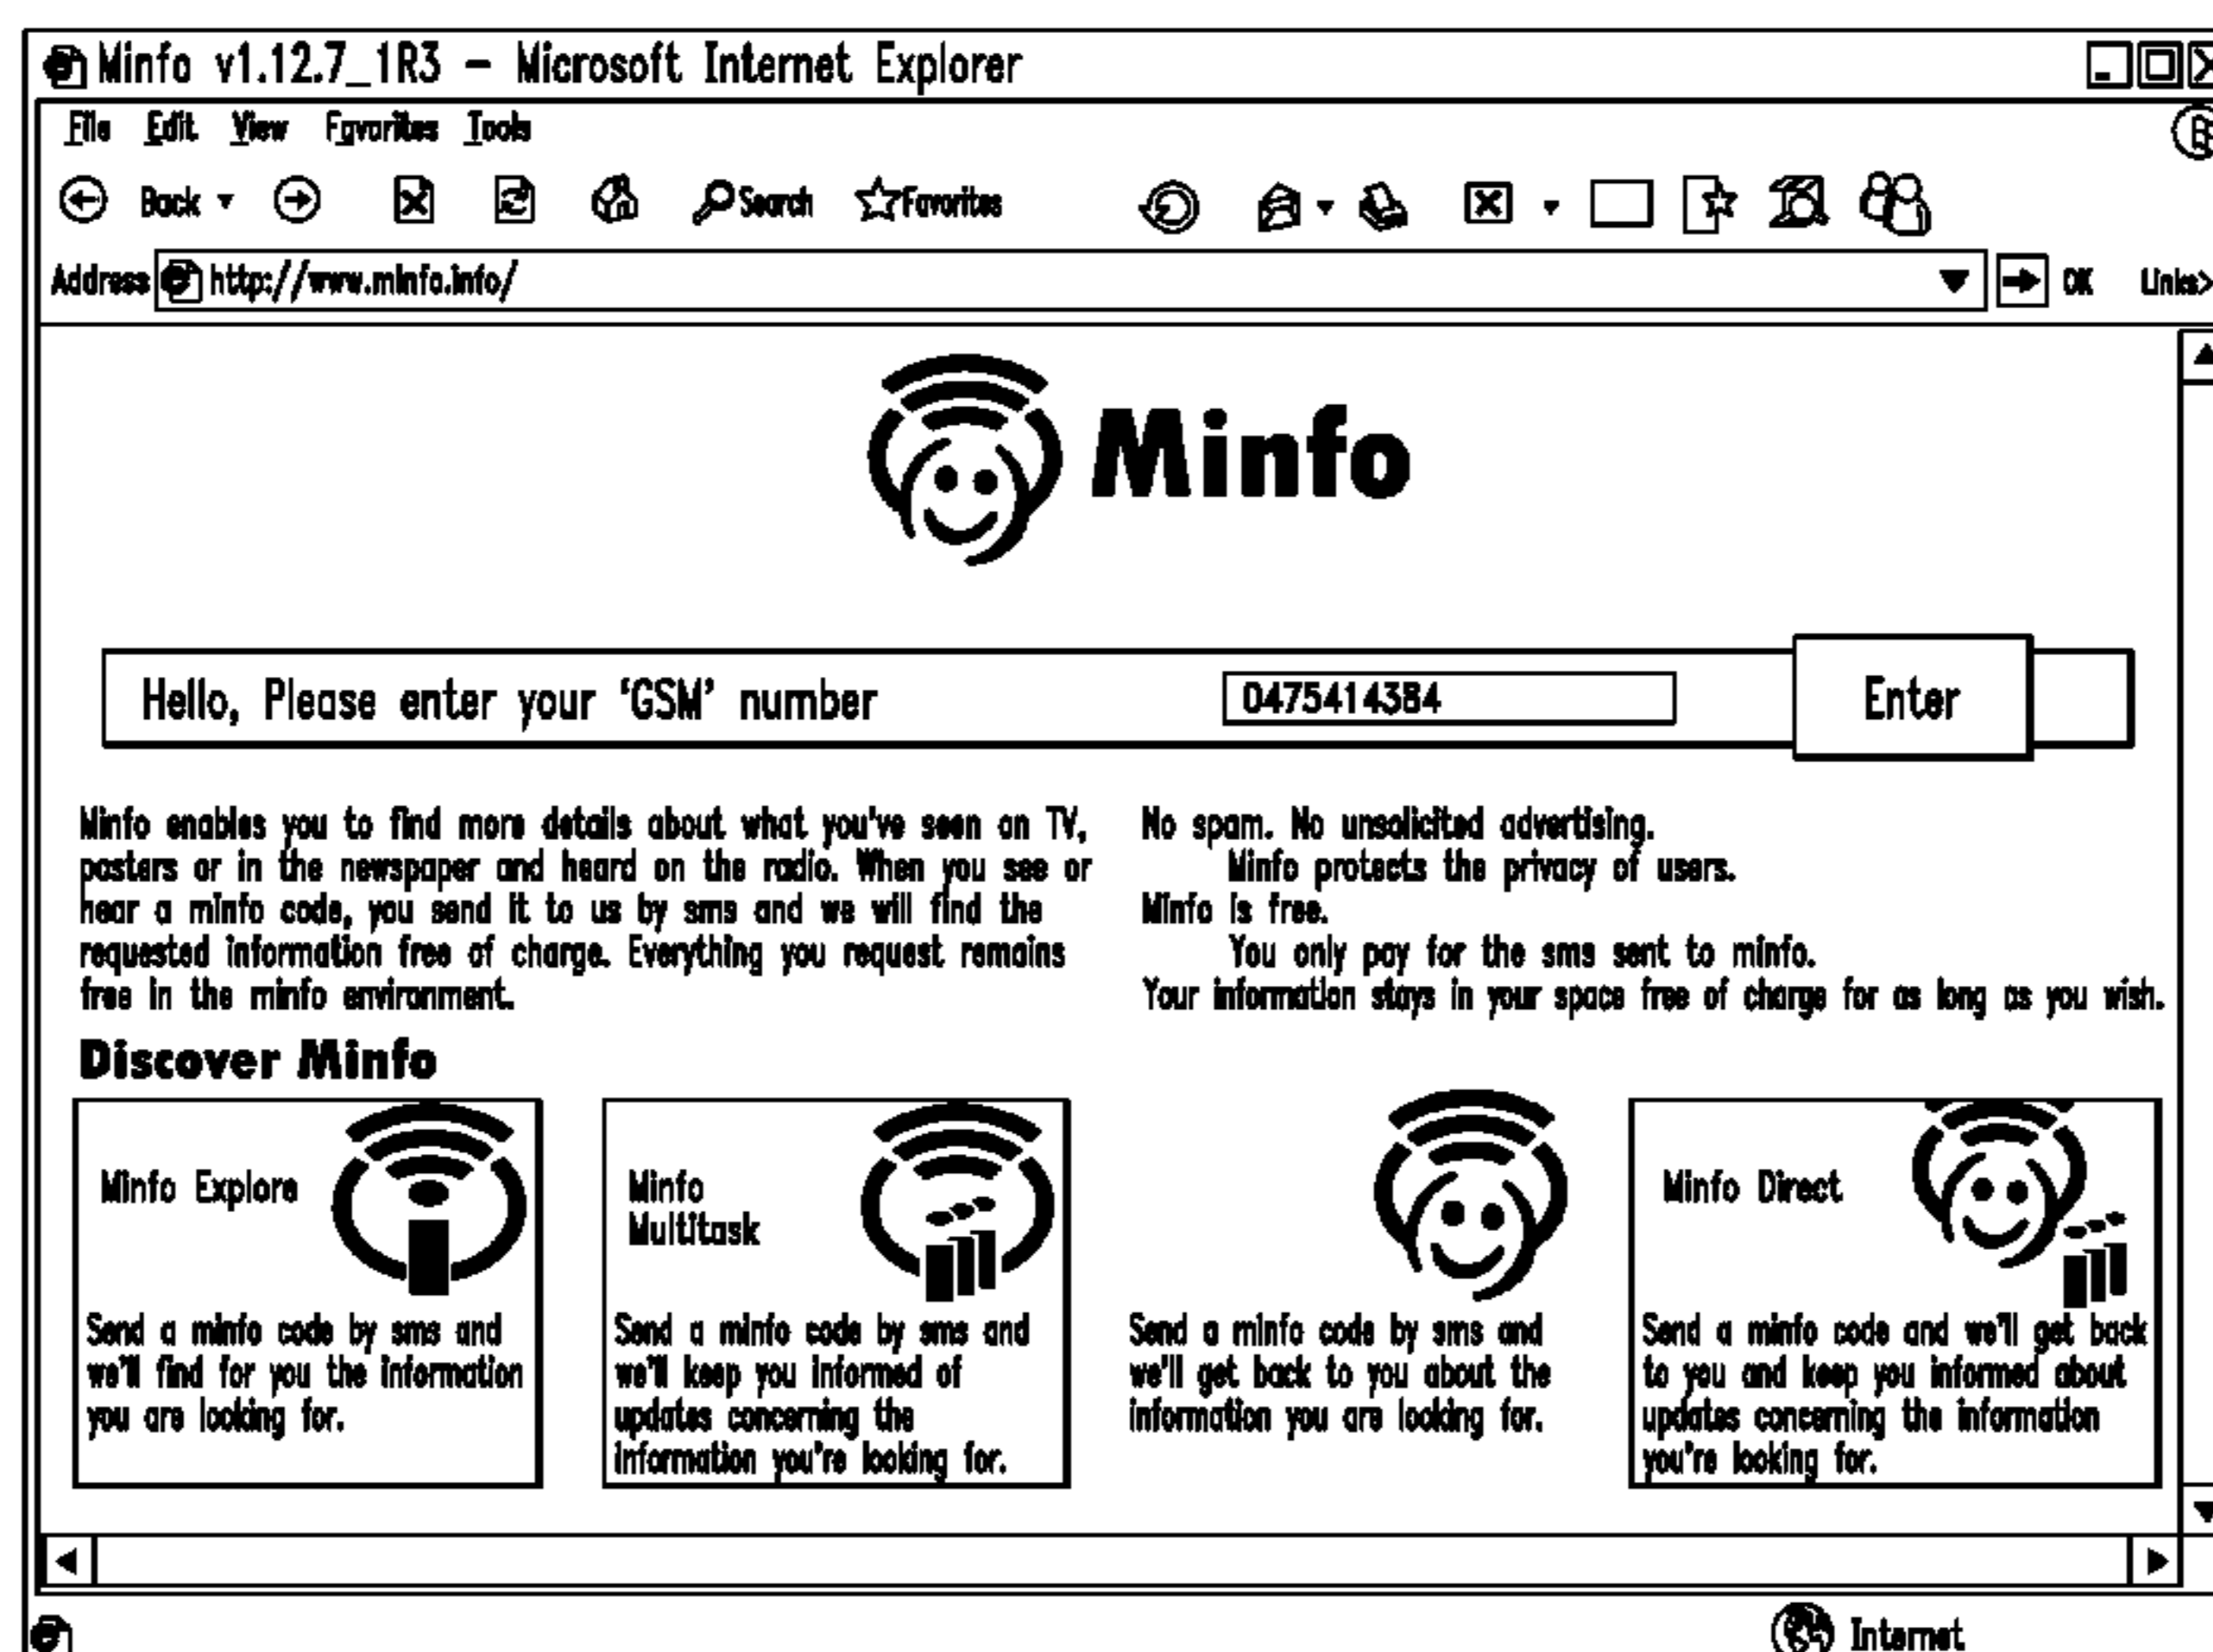 Minfo v1.12.7_1R3 – Microsoft Internet Explorer
File Edit View Favorites Tools
Back Search Favorites
Address http://www.minfo.info/ OK Links>
Minfo
Hello, Please enter your ‘GSM’ number 0475414384 Enter
Minfo enables you to find more details about what you've seen on TV,
posters or in the newspaper and heard on the radio. When you see or
hear a minfo code, you send it to us by sms and we will find the
requested information free of charge. Everything you request remains
free in the minfo environment.
No spam. No unsolicited advertising.
Minfo protects the privacy of users.
Minfo is free.
You only pay for the sms sent to minfo.
Your information stays in your space free of charge for as long as you wish.
Discover Minfo
Minfo Explore
Send a minfo code by sms and
we'll find for you the information
you are looking for.
Minfo
Multitask
Send a minfo code by sms and
we'll keep you informed of
updates concerning the
information you're looking for.
Send a minfo code by sms and
we'll get back to you about the
information you are looking for.
Minfo Direct
Send a minfo code and we'll get back
to you and keep you informed about
updates concerning the information
you're looking for.
Internet